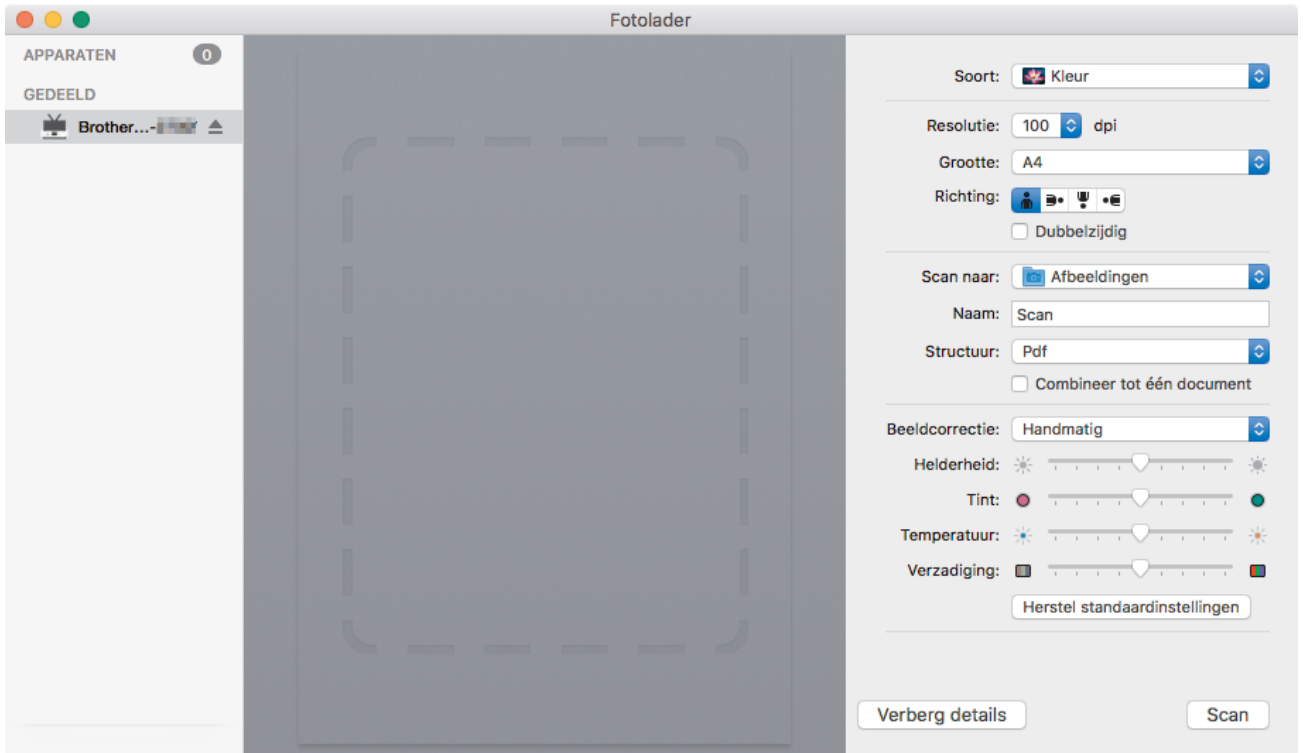 Fotolader
APPARATEN 0
GEDEELD
Brother...-
Soort: Kleur
Resolutie: 100 dpi
Grootte: A4
Richting:
Dubbelzijdig
Scan naar: Afbeeldingen
Naam: Scan
Structuur: Pdf
Combineer tot één document
Beeldcorrectie: Handmatig
Helderheid:
Tint:
Temperatuur:
Verzadiging:
Herstel standaardinstellingen
Verberg details Scan